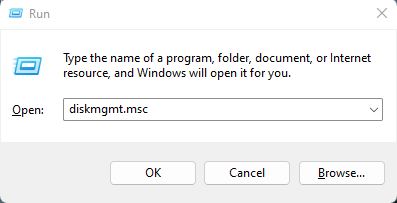 Run
Type the name of a program, folder, document, or Internet
resource, and Windows will open it for you.
Open: diskmgmt.msc
OK Cancel Browse...